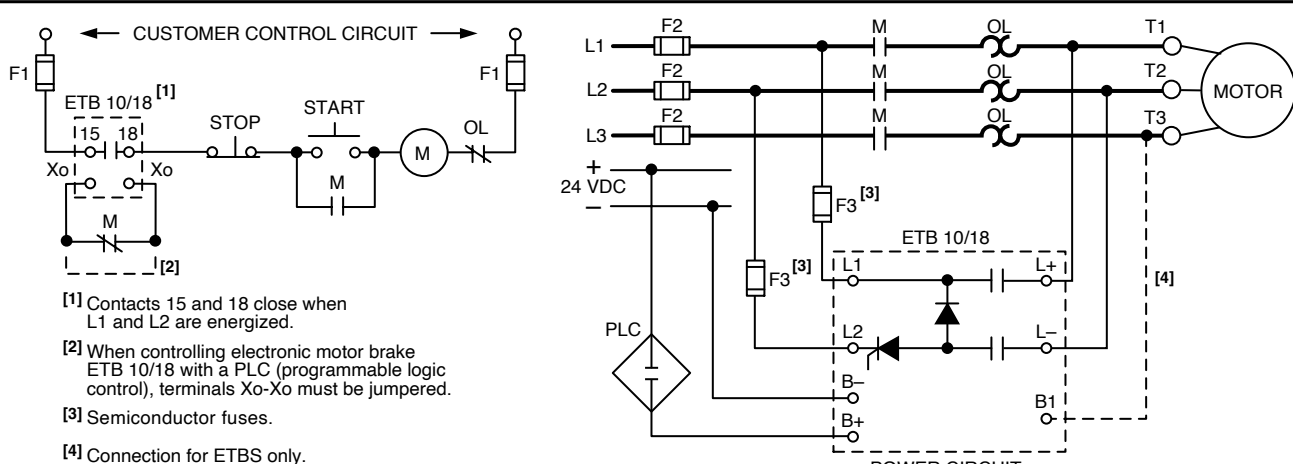 CUSTOMER CONTROL CIRCUIT
F1
F1
ETB 10/18 [1]
15
18
STOP
START
OL
M
Xo
Xo
M
M
[2]
[1] Contacts 15 and 18 close when
L1 and L2 are energized.
[2] When controlling electronic motor brake
ETB 10/18 with a PLC (programmable logic
control), terminals Xo-Xo must be jumpered.
[3] Semiconductor fuses.
[4] Connection for ETBS only.
L1
F2
M
OL
T1
L2
F2
M
OL
T2
MOTOR
L3
F2
M
OL
T3
+
24 VDC
–
F3 [3]
ETB 10/18
F3 [3]
L1
L+
[4]
PLC
L2
L–
B–
B1
B+
POWER CIRCUIT